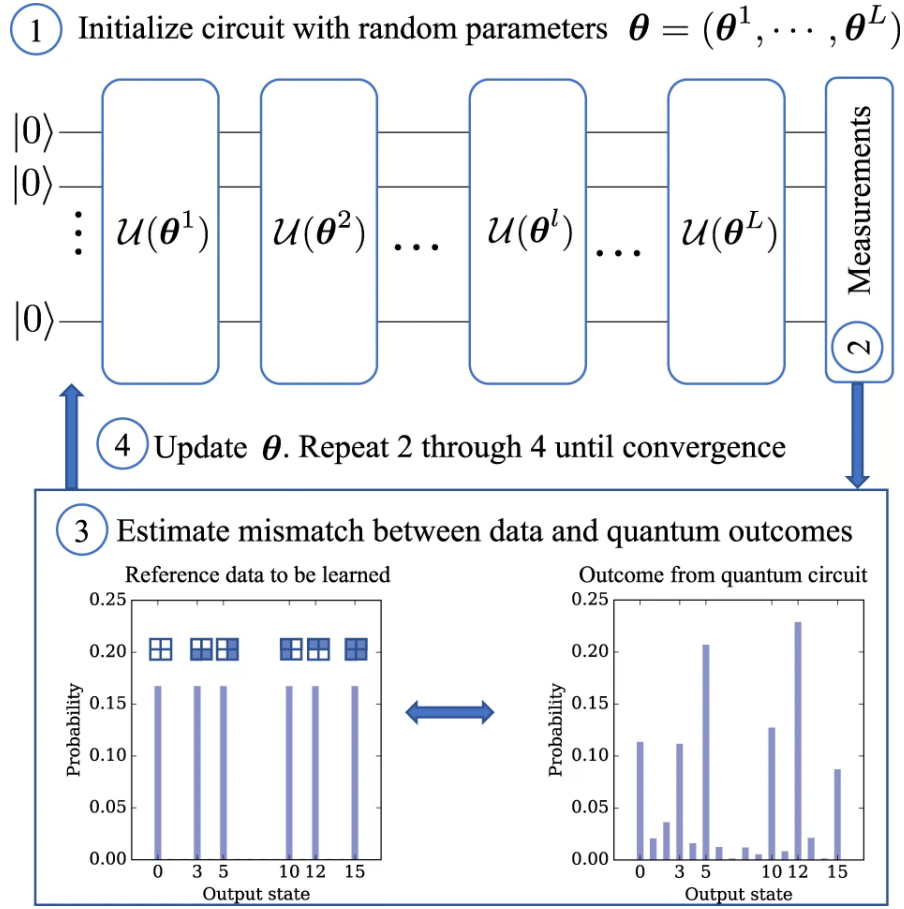 1 Initialize circuit with random parameters θ = (θ¹, ⋯ , θᴸ)
|0⟩
|0⟩
⋮
|0⟩
𝒰(θ¹)
𝒰(θ²)
...
𝒰(θˡ)
...
𝒰(θᴸ)
Measurements
2
4 Update θ. Repeat 2 through 4 until convergence
3 Estimate mismatch between data and quantum outcomes
Reference data to be learned
0.25
0.20
0.15
0.10
0.05
0.00
Probability
0 3 5 10 12 15
Output state
Outcome from quantum circuit
0.25
0.20
0.15
0.10
0.05
0.00
Probability
0 3 5 10 12 15
Output state